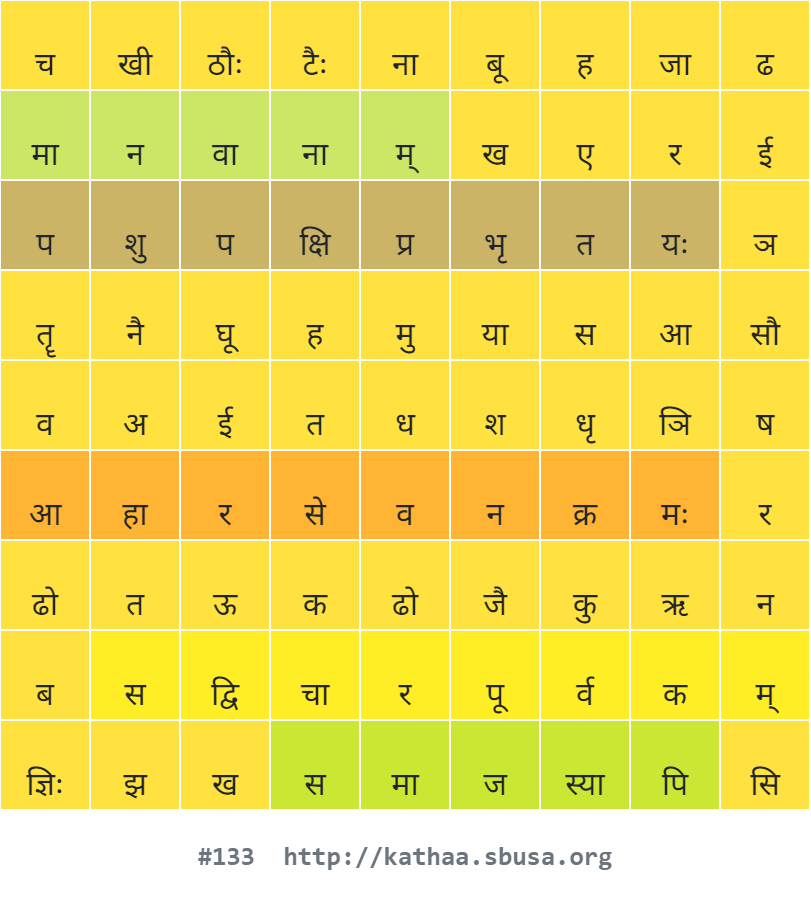 च खी ठौः टैः ना बू ह जा ढ
मा न वा ना म् ख ए र ई
प शु प क्षि प्र भृ त यः ञ
तॄ नै घू ह मु या स आ सौ
व अ ई त ध श धृ ञि ष
आ हा र से व न क्र मः र
ढो त ऊ क ढो जै कु ऋ न
ब स द्वि चा र पू र्व क म्
ज्ञिः झ ख स मा ज स्या पि सि
#133 http://kathaa.sbusa.org